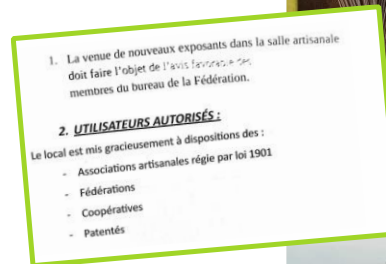 1. La venue de nouveaux exposants dans la salle artisanale
doit faire l'objet de l'avis favorable des
membres du bureau de la Fédération.
2. UTILISATEURS AUTORISÉS :
Le local est mis gracieusement à dispositions des :
- Associations artisanales régie par loi 1901
- Fédérations
- Coopératives
- Patentés